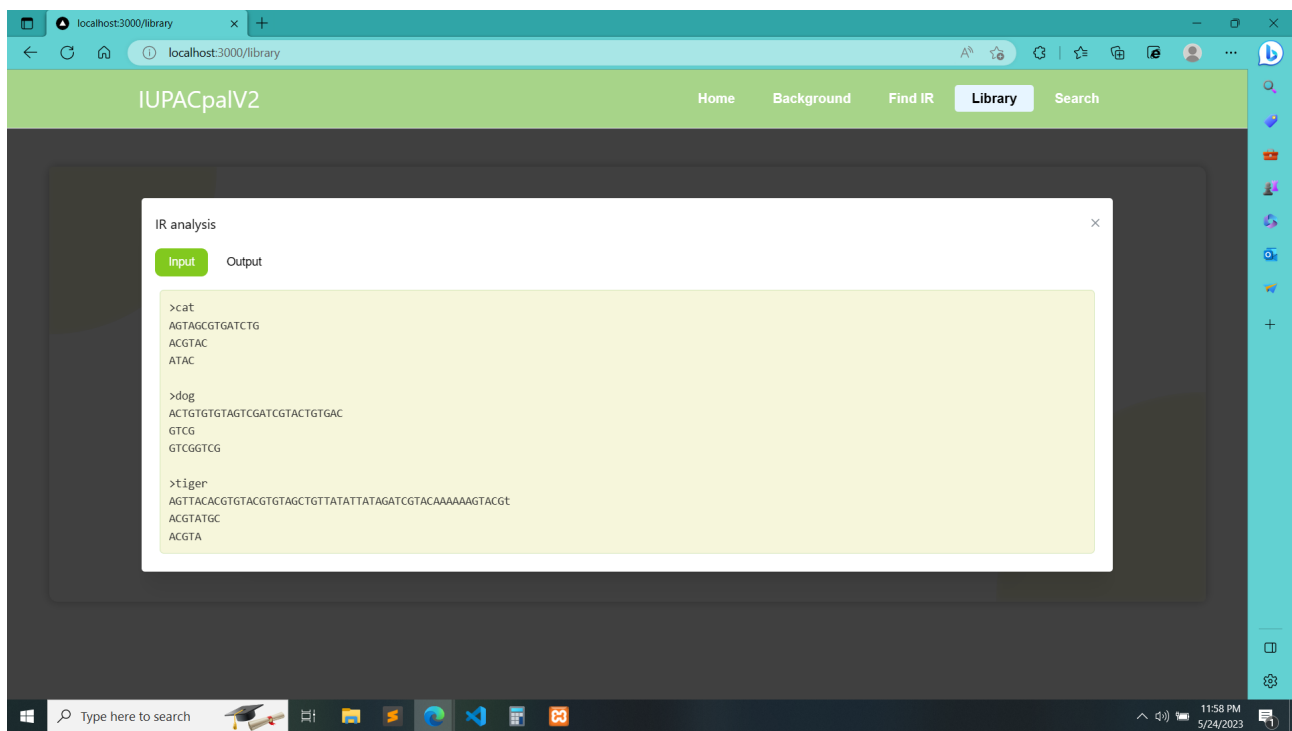 localhost:3000/library
localhost:3000/library
IUPACpalV2
Home Background Find IR Library Search
IR analysis
Input Output
>cat
AGTAGCGTGATCTG
ACGTAC
ATAC
>dog
ACTGTGTGTAGTCGATCGTACTGTGAC
GTCG
GTCGGTCG
>tiger
AGTTACACGTGTACGTGTAGCTGTTATATTATAGATCGTACAAAAAAGTACGt
ACGTATGC
ACGTA
Type here to search
11:58 PM
5/24/2023
1